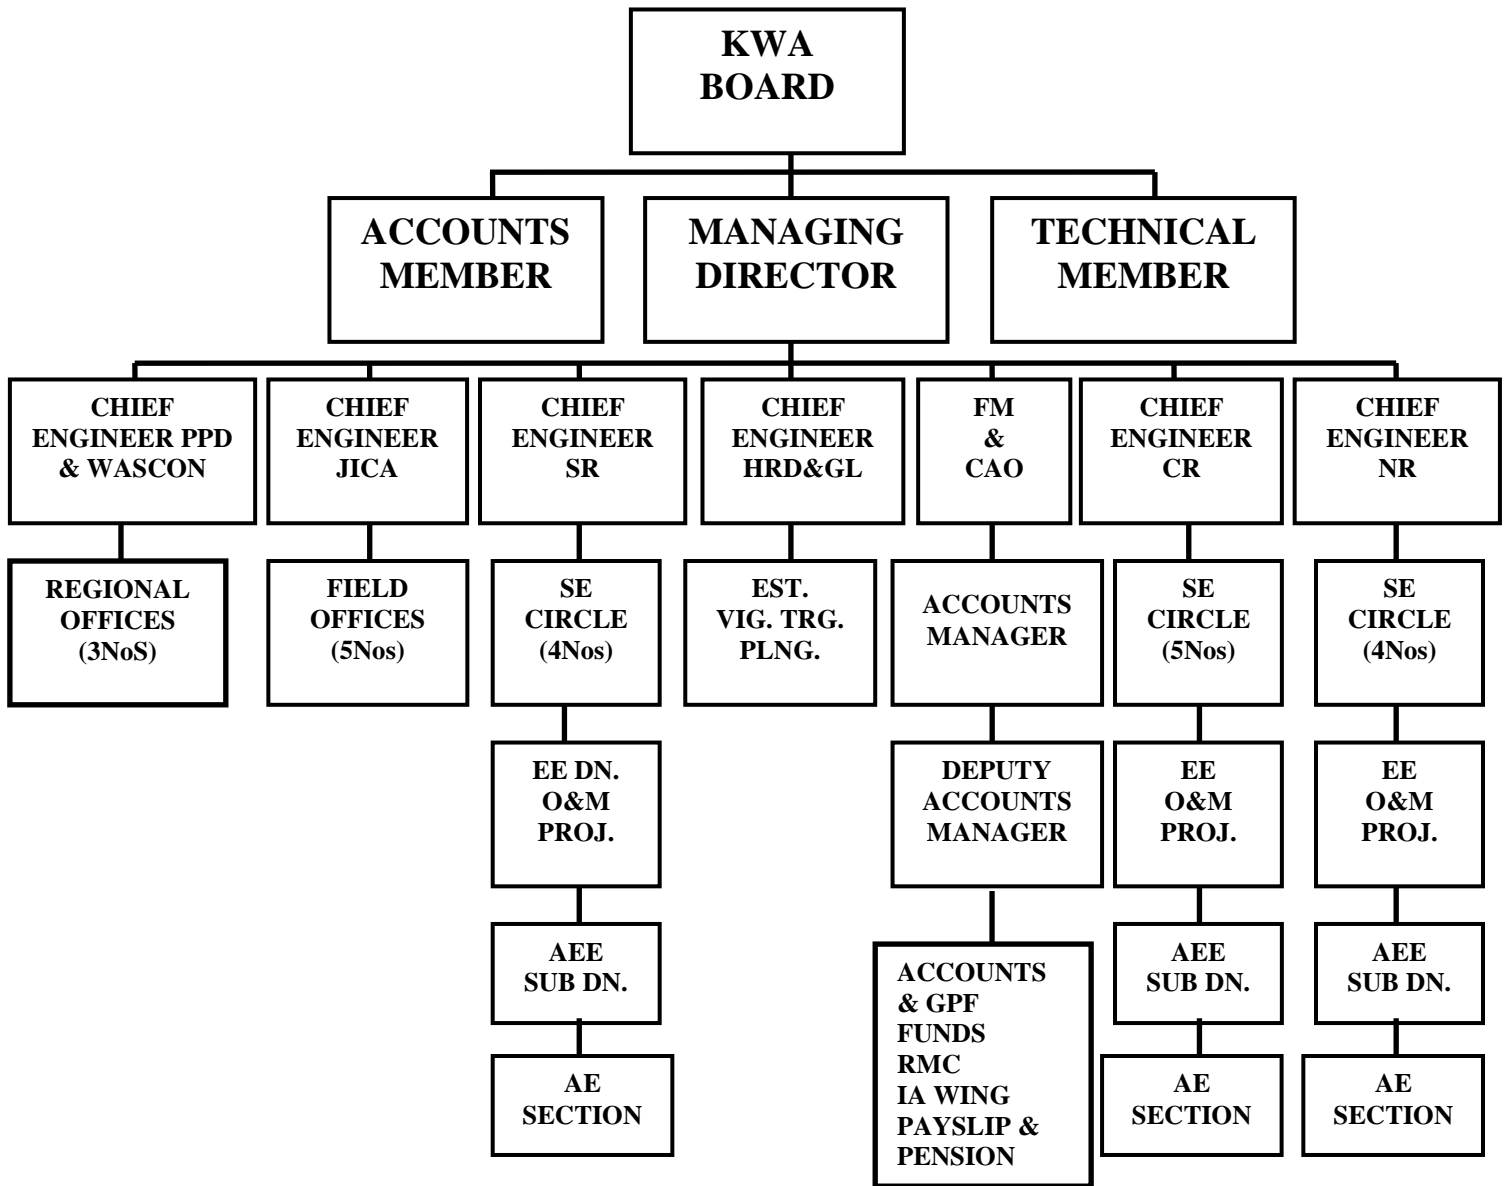 KWA
BOARD
ACCOUNTS
MEMBER
MANAGING
DIRECTOR
TECHNICAL
MEMBER
CHIEF
ENGINEER PPD
& WASCON
CHIEF
ENGINEER
JICA
CHIEF
ENGINEER
SR
CHIEF
ENGINEER
HRD&GL
FM
&
CAO
CHIEF
ENGINEER
CR
CHIEF
ENGINEER
NR
REGIONAL
OFFICES
(3NoS)
FIELD
OFFICES
(5Nos)
SE
CIRCLE
(4Nos)
EST.
VIG. TRG.
PLNG.
ACCOUNTS
MANAGER
SE
CIRCLE
(5Nos)
SE
CIRCLE
(4Nos)
EE DN.
O&M
PROJ.
DEPUTY
ACCOUNTS
MANAGER
EE
O&M
PROJ.
EE
O&M
PROJ.
AEE
SUB DN.
ACCOUNTS
& GPF
FUNDS
RMC
IA WING
PAYSLIP &
PENSION
AEE
SUB DN.
AEE
SUB DN.
AE
SECTION
AE
SECTION
AE
SECTION